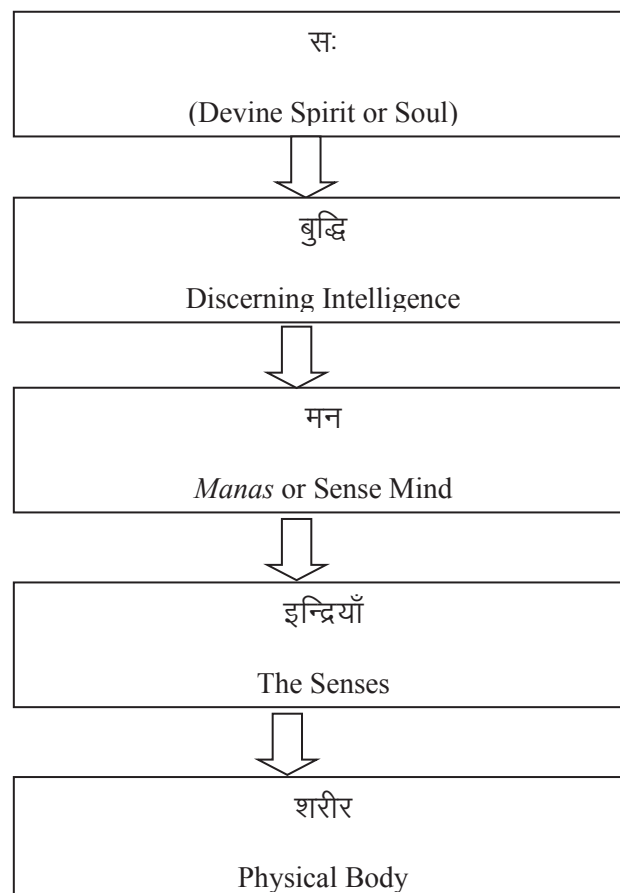 सः
(Devine Spirit or Soul)
बुद्धि
Discerning Intelligence
मन
Manas or Sense Mind
इन्द्रियाँ
The Senses
शरीर
Physical Body